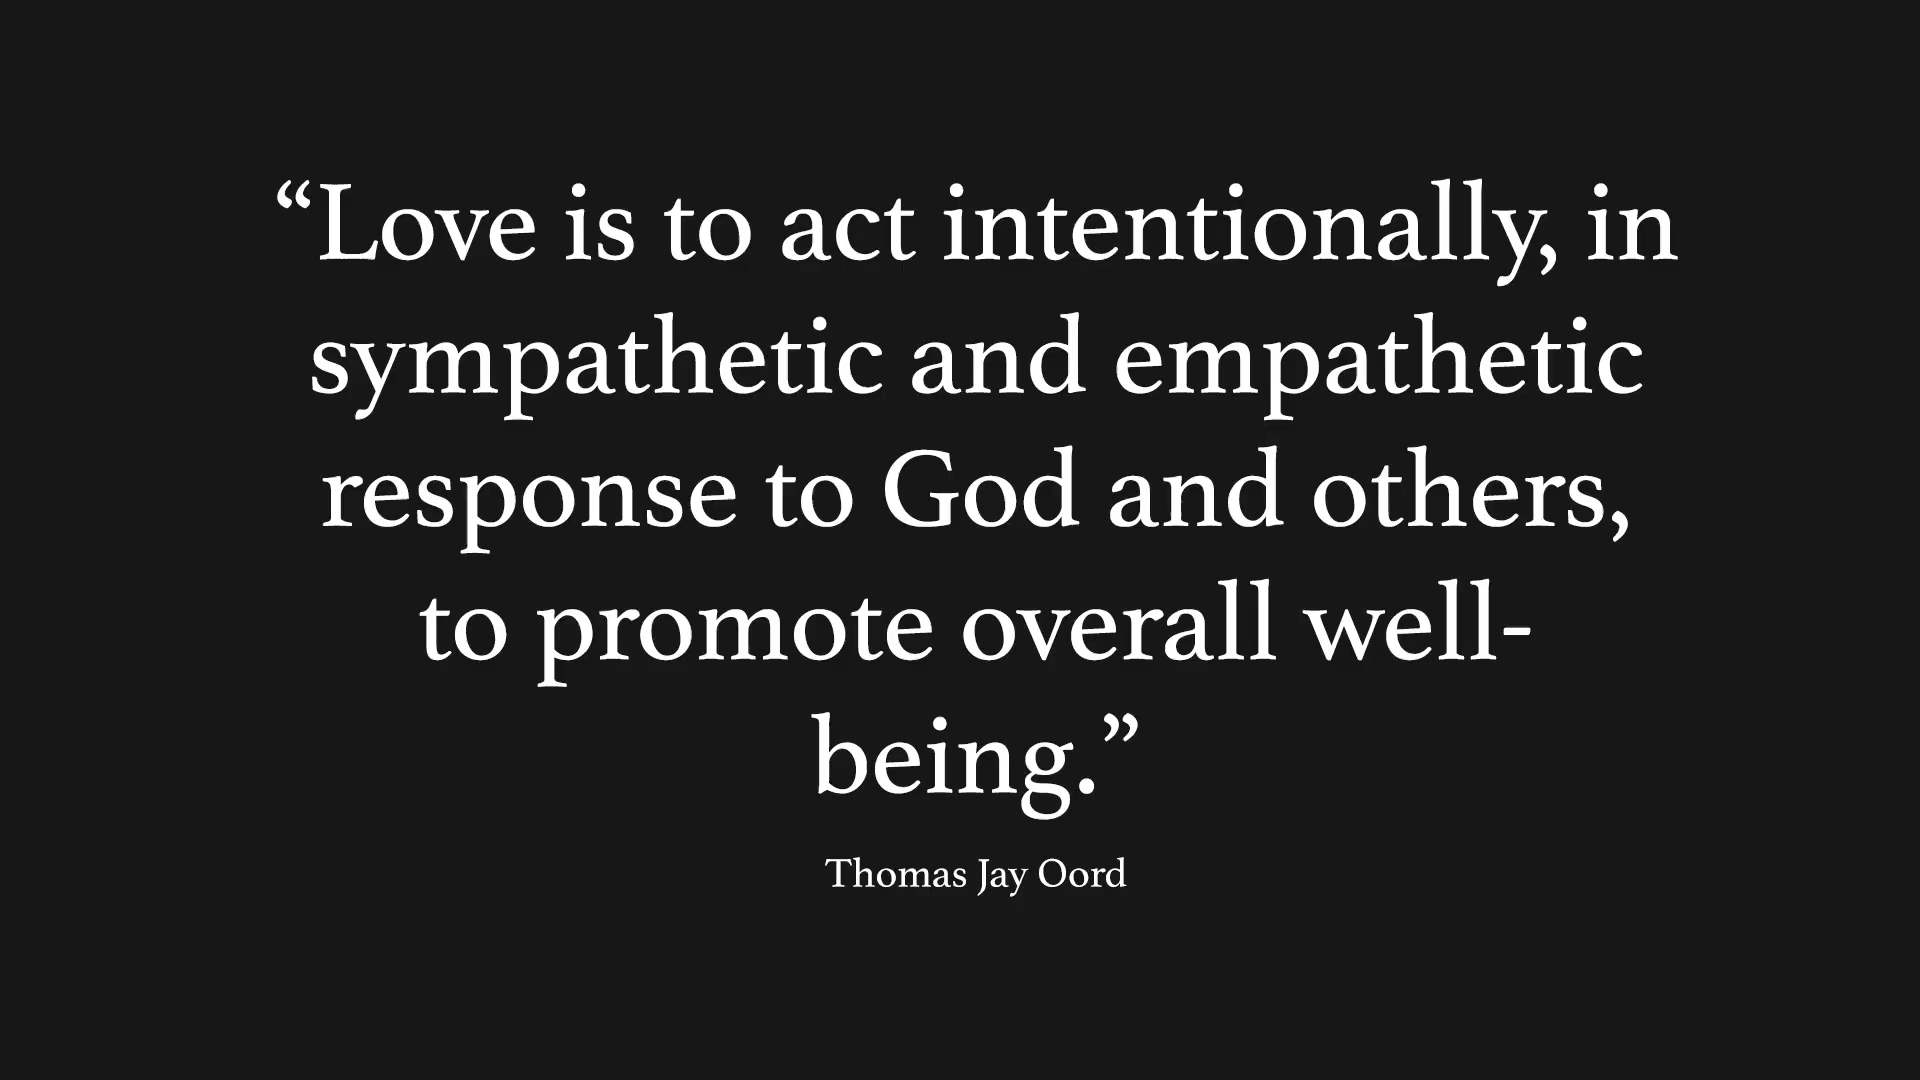 “Love is to act intentionally, in
sympathetic and empathetic
response to God and others,
to promote overall well-
being.”
Thomas Jay Oord